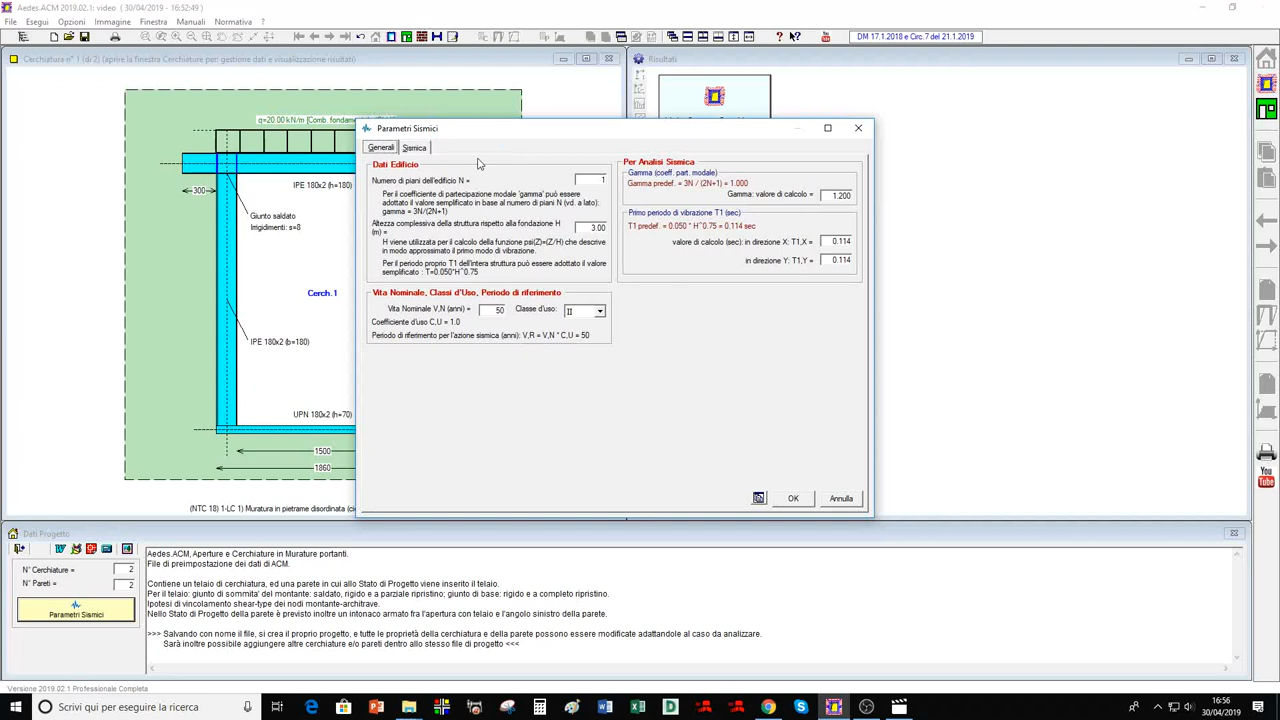 Aedes.ACM 2019.02.1: video ( 30/04/2019 - 16:52:49 )
File Esegui Opzioni Immagine Finestra Manuali Normativa ?
DM 17.1.2018 e Circ.7 del 21.1.2019
Cerchiatura n° 1 (di 2) (aprire la finestra Cerchiature per: gestione dati e visualizzazione risultati)
Risultati
q=20.00 kN/m [Comb. fondamen
300
IPE 180x2 (h=180)
Giunto saldato
Irrigidimenti: s=8
Cerch.1
IPE 180x2 (b=180)
UPN 180x2 (h=70)
1500
1860
(NTC 18) 1-LC 1) Muratura in pietrame disordinata (ci
Parametri Sismici
Generali Sismica
Dati Edificio
Numero di piani dell'edificio N = 1
Per il coefficiente di partecipazione modale 'gamma' può essere
adottato il valore semplificato in base al numero di piani N (vd. a lato):
gamma = 3N/(2N+1)
Altezza complessiva della struttura rispetto alla fondazione H
(m) = 3.00
H viene utilizzata per il calcolo della funzione psi(Z)=(Z/H) che descrive
in modo approssimato il primo modo di vibrazione.
Per il periodo proprio T1 dell'intera struttura può essere adottato il valore
semplificato : T=0.050*H^0.75
Vita Nominale, Classi d'Uso, Periodo di riferimento
Vita Nominale V,N (anni) = 50 Classe d'uso: II
Coefficiente d'uso C,U = 1.0
Periodo di riferimento per l'azione sismica (anni): V,R = V,N * C,U = 50
Per Analisi Sismica
Gamma (coeff. part. modale)
Gamma predef. = 3N / (2N+1) = 1.000
Gamma: valore di calcolo = 1.200
Primo periodo di vibrazione T1 (sec)
T1 predef. = 0.050 * H^0.75 = 0.114 sec
valore di calcolo (sec): in direzione X: T1,X = 0.114
in direzione Y: T1,Y = 0.114
OK Annulla
Dati Progetto
N° Cerchiature = 2
N° Pareti = 2
Parametri Sismici
Aedes.ACM, Aperture e Cerchiature in Murature portanti.
File di preimpostazione dei dati di ACM.
Contiene un telaio di cerchiatura, ed una parete in cui allo Stato di Progetto viene inserito il telaio.
Per il telaio: giunto di sommita' del montante: saldato, rigido e a parziale ripristino; giunto di base: rigido e a completo ripristino.
Ipotesi di vincolamento shear-type dei nodi montante-architrave.
Nello Stato di Progetto della parete è previsto inoltre un intonaco armato fra l'apertura con telaio e l'angolo sinistro della parete.
>>> Salvando con nome il file, si crea il proprio progetto, e tutte le proprietà della cerchiatura e della parete possono essere modificate adattandole al caso da analizzare.
Sarà inoltre possibile aggiungere altre cerchiature e/o pareti dentro allo stesso file di progetto <<<
Versione 2019.02.1 Professionale Completa
You
Tube
Scrivi qui per eseguire la ricerca
16:56
30/04/2019